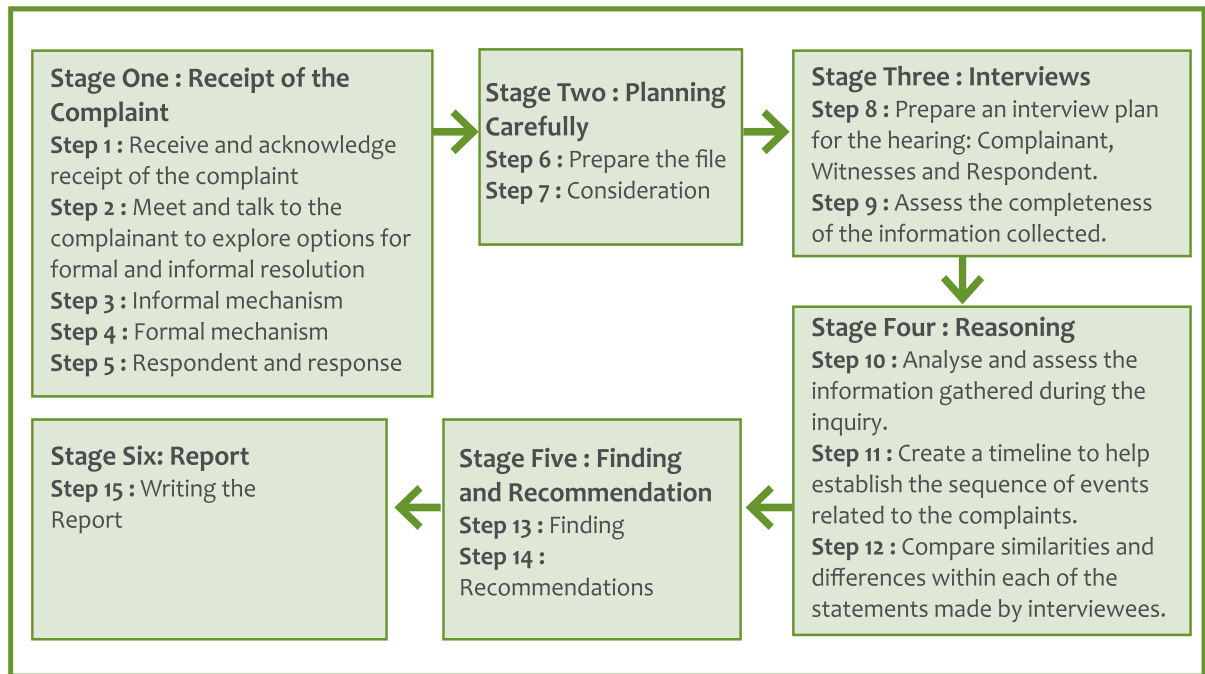 Stage One : Receipt of the
Complaint
Step 1 : Receive and acknowledge
receipt of the complaint
Step 2 : Meet and talk to the
complainant to explore options for
formal and informal resolution
Step 3 : Informal mechanism
Step 4 : Formal mechanism
Step 5 : Respondent and response
Stage Two : Planning
Carefully
Step 6 : Prepare the file
Step 7 : Consideration
Stage Three : Interviews
Step 8 : Prepare an interview plan
for the hearing: Complainant,
Witnesses and Respondent.
Step 9 : Assess the completeness
of the information collected.
Stage Four : Reasoning
Step 10 : Analyse and assess the
information gathered during the
inquiry.
Step 11 : Create a timeline to help
establish the sequence of events
related to the complaints.
Step 12 : Compare similarities and
differences within each of the
statements made by interviewees.
Stage Five : Finding
and Recommendation
Step 13 : Finding
Step 14 :
Recommendations
Stage Six: Report
Step 15 : Writing the
Report